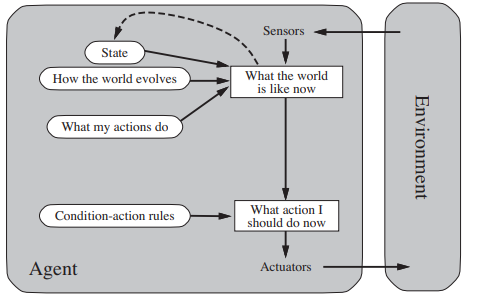 Sensors
State
How the world evolves
What the world
is like now
What my actions do
Environment
Condition-action rules
What action I
should do now
Agent
Actuators